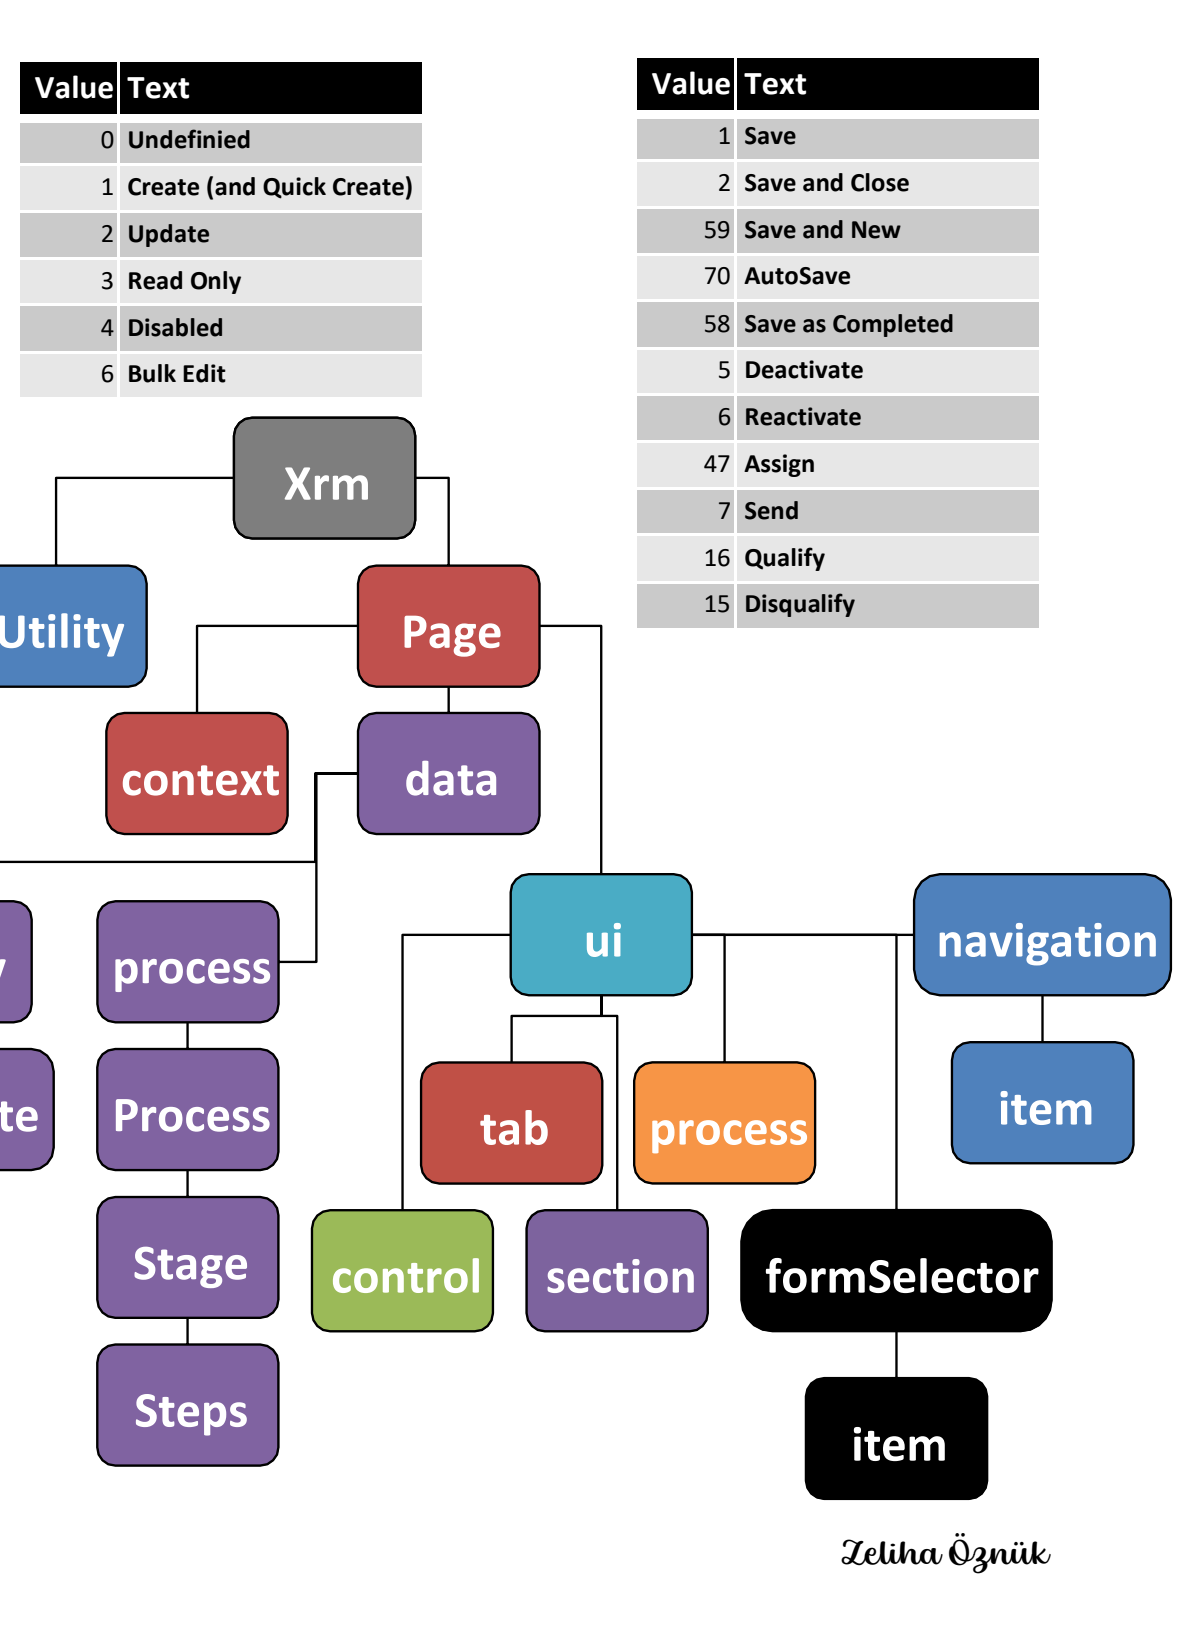 Value Text
0 Undefinied
1 Create (and Quick Create)
2 Update
3 Read Only
4 Disabled
6 Bulk Edit
Value Text
1 Save
2 Save and Close
59 Save and New
70 AutoSave
58 Save as Completed
5 Deactivate
6 Reactivate
47 Assign
7 Send
16 Qualify
15 Disqualify
Xrm
Utility
Page
context
data
ui
navigation
process
item
te
Process
tab
process
Stage
control
section
formSelector
Steps
item
Zeliha Öznük